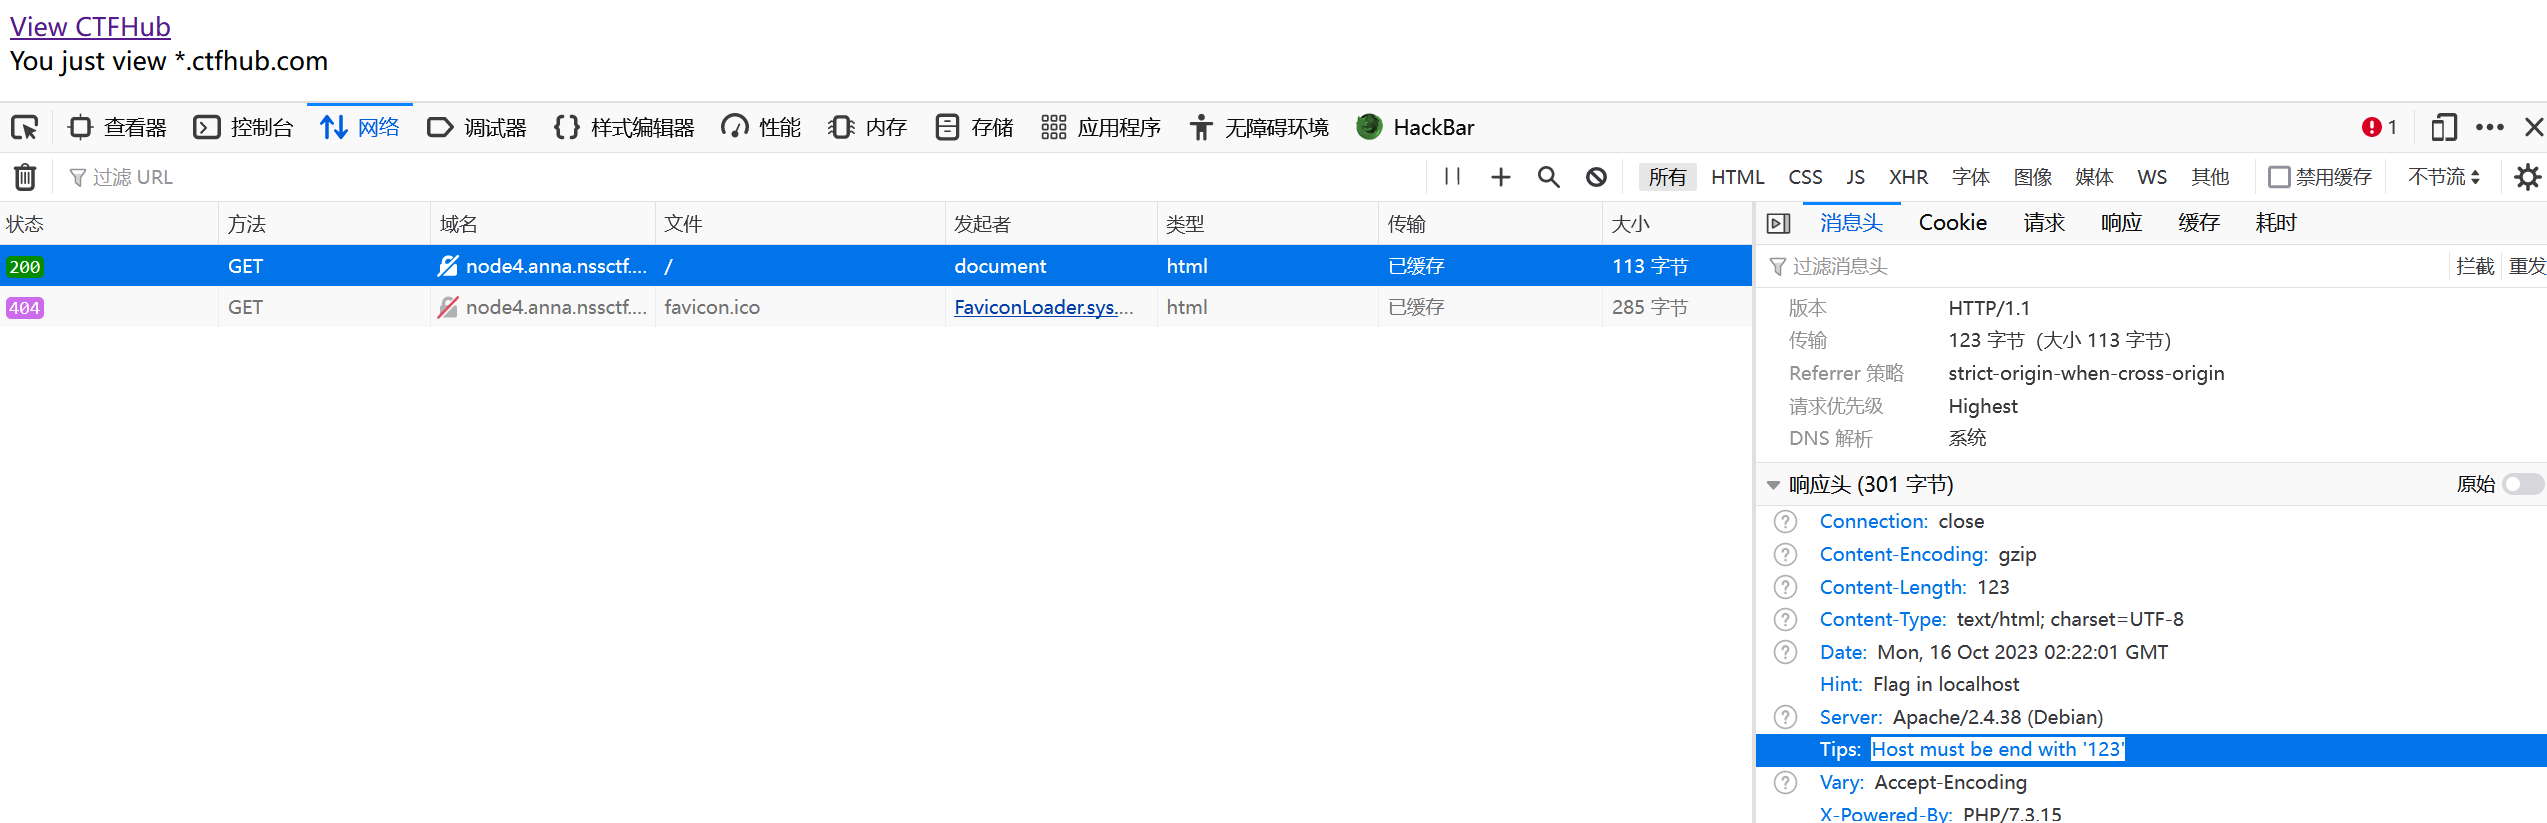 View CTFHub
You just view *.ctfhub.com
查看器 控制台 网络 调试器 {} 样式编辑器 性能 内存 存储 应用程序 无障碍环境 HackBar 1
过滤 URL 所有 HTML CSS JS XHR 字体 图像 媒体 WS 其他 禁用缓存 不节流
状态 方法 域名 文件 发起者 类型 传输 大小
200 GET node4.anna.nssctf.... / document html 已缓存 113 字节
404 GET node4.anna.nssctf.... favicon.ico FaviconLoader.sys.... html 已缓存 285 字节
消息头 Cookie 请求 响应 缓存 耗时
过滤消息头 拦截 重发
版本 HTTP/1.1
传输 123 字节 (大小 113 字节)
Referrer 策略 strict-origin-when-cross-origin
请求优先级 Highest
DNS 解析 系统
响应头 (301 字节) 原始
Connection: close
Content-Encoding: gzip
Content-Length: 123
Content-Type: text/html; charset=UTF-8
Date: Mon, 16 Oct 2023 02:22:01 GMT
Hint: Flag in localhost
Server: Apache/2.4.38 (Debian)
Tips: Host must be end with '123'
Vary: Accept-Encoding
X-Powered-By: PHP/7.3.15